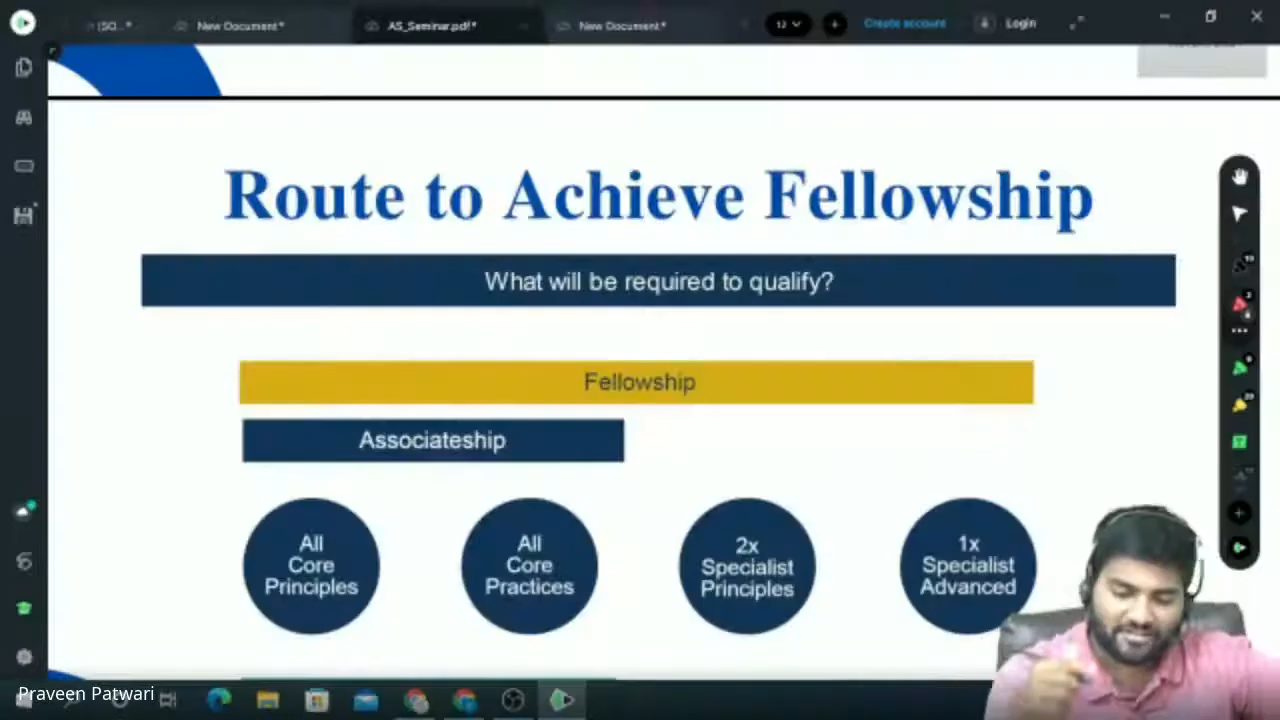 (SQ...*
New Document*
AS_Seminar.pdf*
New Document*
12
Create account
Login
Route to Achieve Fellowship
What will be required to qualify?
Fellowship
Associateship
All
Core
Principles
All
Core
Practices
2x
Specialist
Principles
1x
Specialist
Advanced
Praveen Patwari